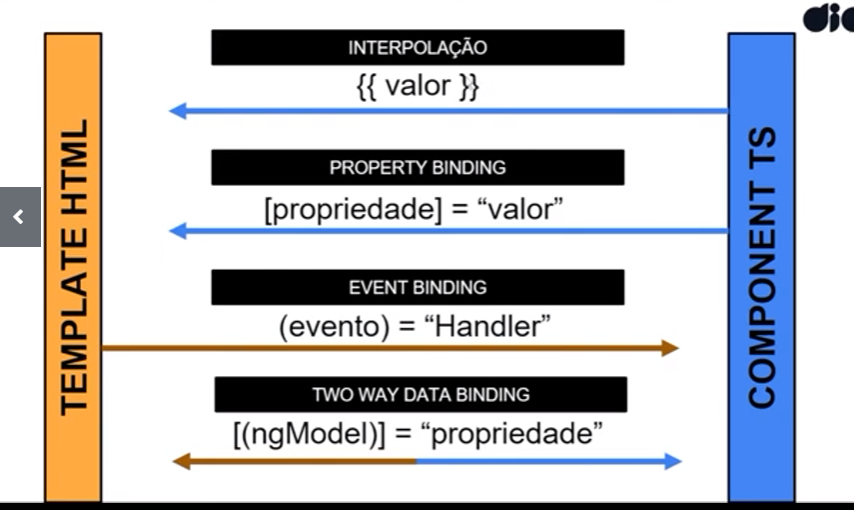 dio
INTERPOLAÇÃO
{{ valor }}
PROPERTY BINDING
[propriedade] = “valor”
EVENT BINDING
(evento) = “Handler”
TWO WAY DATA BINDING
[(ngModel)] = “propriedade”
TEMPLATE HTML
COMPONENT TS